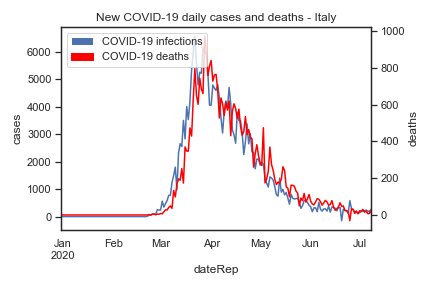 New COVID-19 daily cases and deaths - Italy
COVID-19 infections
COVID-19 deaths
6000
5000
4000
3000
2000
1000
0
cases
1000
800
600
400
200
0
deaths
Jan Feb Mar Apr May Jun Jul
2020
dateRep